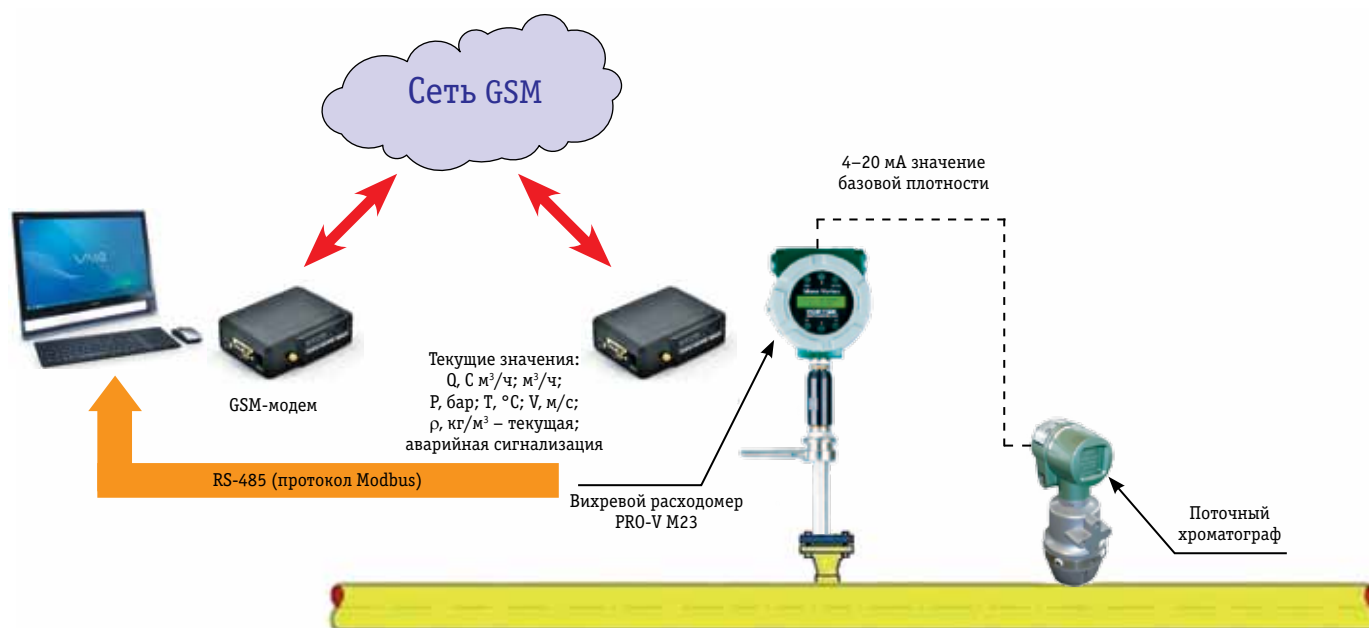 Сеть GSM
4–20 мА значение
базовой плотности
VAIO
Текущие значения:
Q, С м³/ч; м³/ч;
P, бар; T, °C; V, м/с;
ρ, кг/м³ – текущая;
аварийная сигнализация
GSM-модем
RS-485 (протокол Modbus)
Вихревой расходомер
PRO-V M23
Поточный
хроматограф